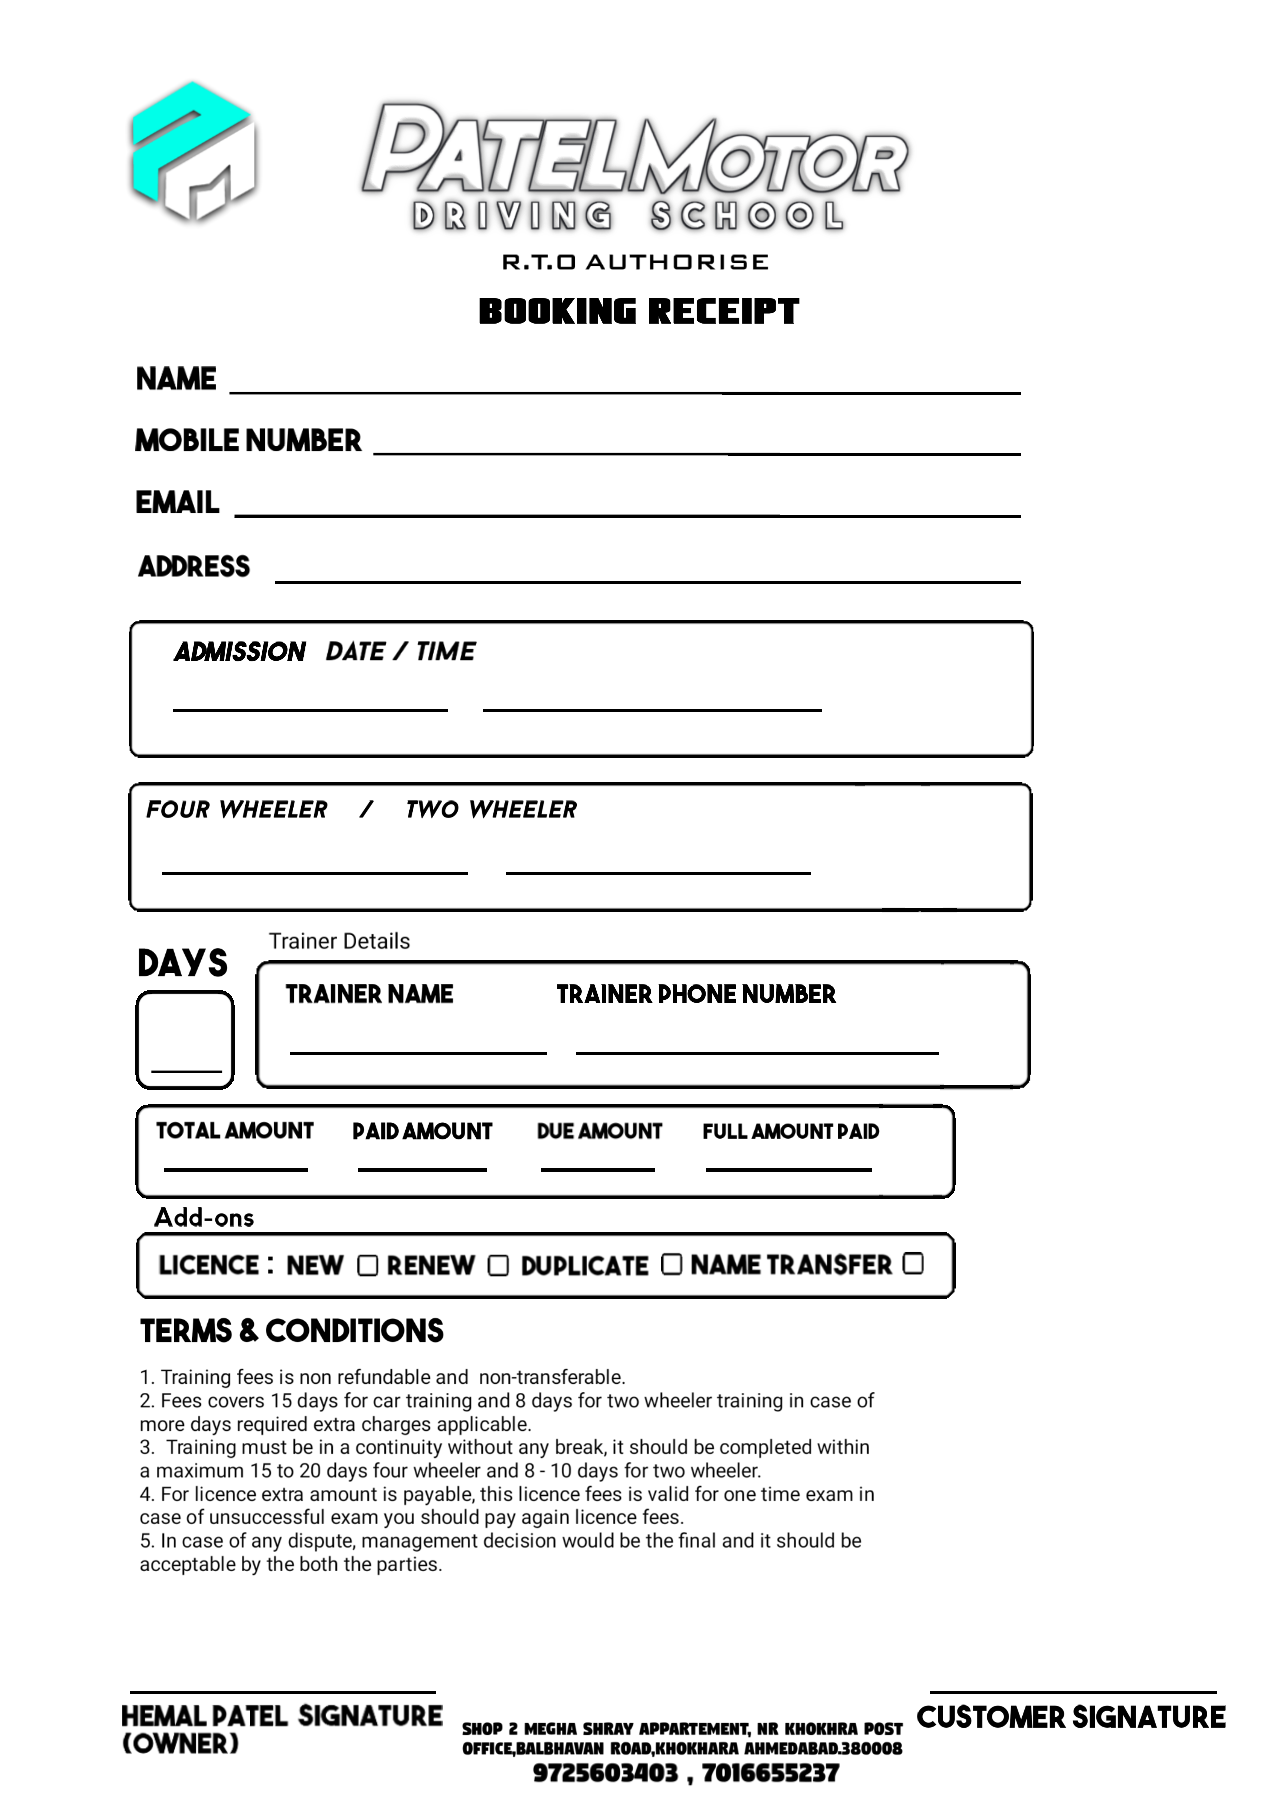 PATEL MOTOR
DRIVING SCHOOL
R.T.O AUTHORISE
BOOKING RECEIPT
NAME
MOBILE NUMBER
EMAIL
ADDRESS
ADMISSION DATE / TIME
FOUR WHEELER / TWO WHEELER
Trainer Details
DAYS
TRAINER NAME TRAINER PHONE NUMBER
TOTAL AMOUNT PAID AMOUNT DUE AMOUNT FULL AMOUNT PAID
Add-ons
LICENCE : NEW RENEW DUPLICATE NAME TRANSFER
TERMS & CONDITIONS
1. Training fees is non refundable and non-transferable.
2. Fees covers 15 days for car training and 8 days for two wheeler training in case of
more days required extra charges applicable.
3. Training must be in a continuity without any break, it should be completed within
a maximum 15 to 20 days four wheeler and 8 - 10 days for two wheeler.
4. For licence extra amount is payable, this licence fees is valid for one time exam in
case of unsuccessful exam you should pay again licence fees.
5. In case of any dispute, management decision would be the final and it should be
acceptable by the both the parties.
HEMAL PATEL SIGNATURE
(OWNER)
SHOP 2 MEGHA SHRAY APPARTEMENT, NR KHOKHRA POST
OFFICE,BALBHAVAN ROAD,KHOKHARA AHMEDABAD.380008
9725603403 , 7016655237
CUSTOMER SIGNATURE